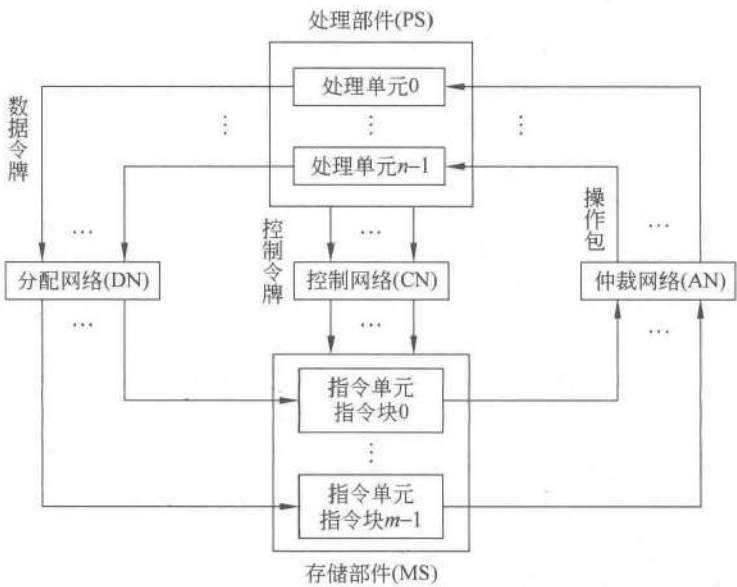 处理部件(PS)
处理单元0
⋮
⋮
⋮
处理单元n−1
数据令牌
控制令牌
操作包
…
…
…
分配网络(DN)
控制网络(CN)
仲裁网络(AN)
…
…
…
指令单元
指令块0
⋮
指令单元
指令块m−1
存储部件(MS)